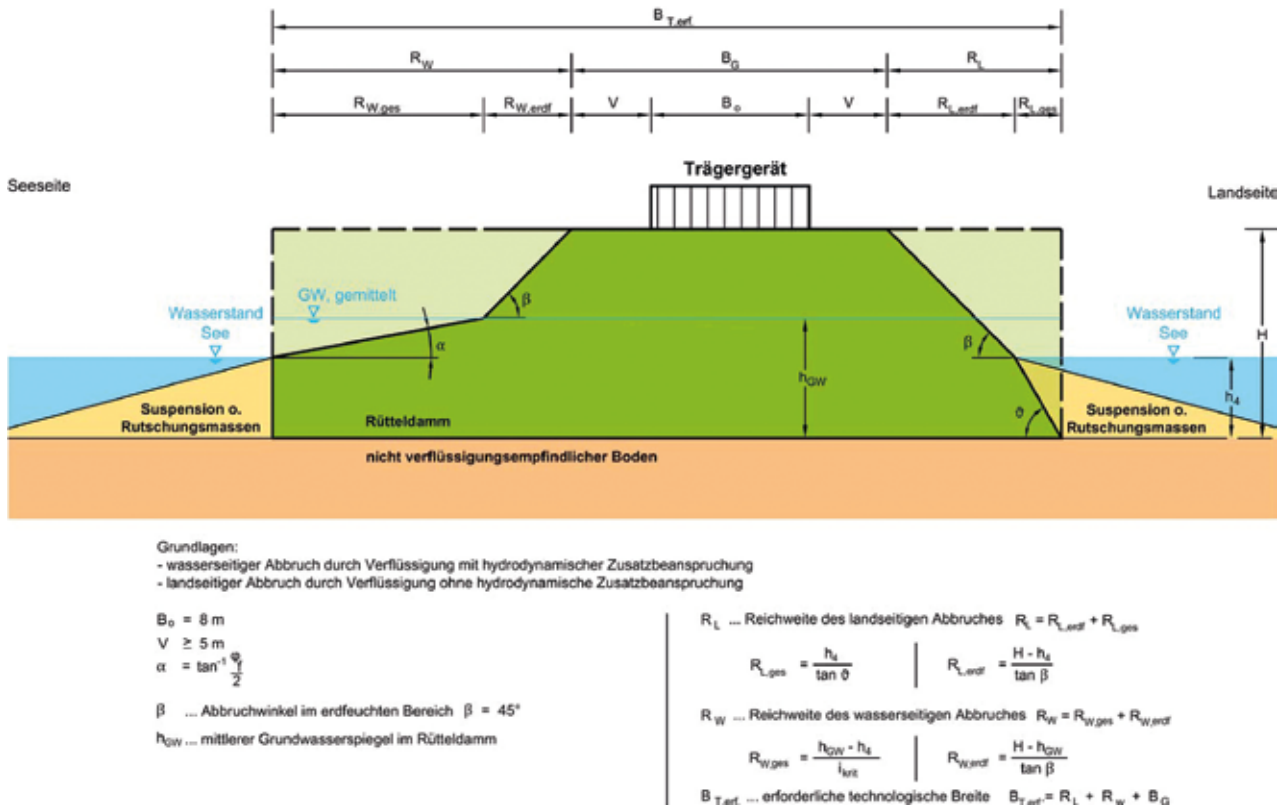 B T.erf.
R W B G R L
R W,ges R W,erdf V B o V R L,erdf R L,ges
Trägergerät
Seeseite
Landseite
GW, gemittelt
Wasserstand
See
Wasserstand
See
β
α
β
H
h GW
h 4
Suspension o.
Rutschungsmassen
Rütteldamm
ϑ
Suspension o.
Rutschungsmassen
nicht verflüssigungsempfindlicher Boden
Grundlagen:
- wasserseitiger Abbruch durch Verflüssigung mit hydrodynamischer Zusatzbeanspruchung
- landseitiger Abbruch durch Verflüssigung ohne hydrodynamische Zusatzbeanspruchung
B o = 8 m
V ≥ 5 m
α = tan⁻¹
2
β ... Abbruchwinkel im erdfeuchten Bereich β = 45°
h GW ... mittlerer Grundwasserspiegel im Rütteldamm
R L ... Reichweite des landseitigen Abbruches R L = R L,erdf + R L,ges
R L,ges = h 4 / tan ϑ | R L,erdf = H - h 4 / tan β
R W ... Reichweite des wasserseitigen Abbruches R W = R W,ges + R W,erdf
R W,ges = h GW - h 4 / i krit | R W,erdf = H - h GW / tan β
B T.erf. ... erforderliche technologische Breite B T.erf. = R L + R W + B G